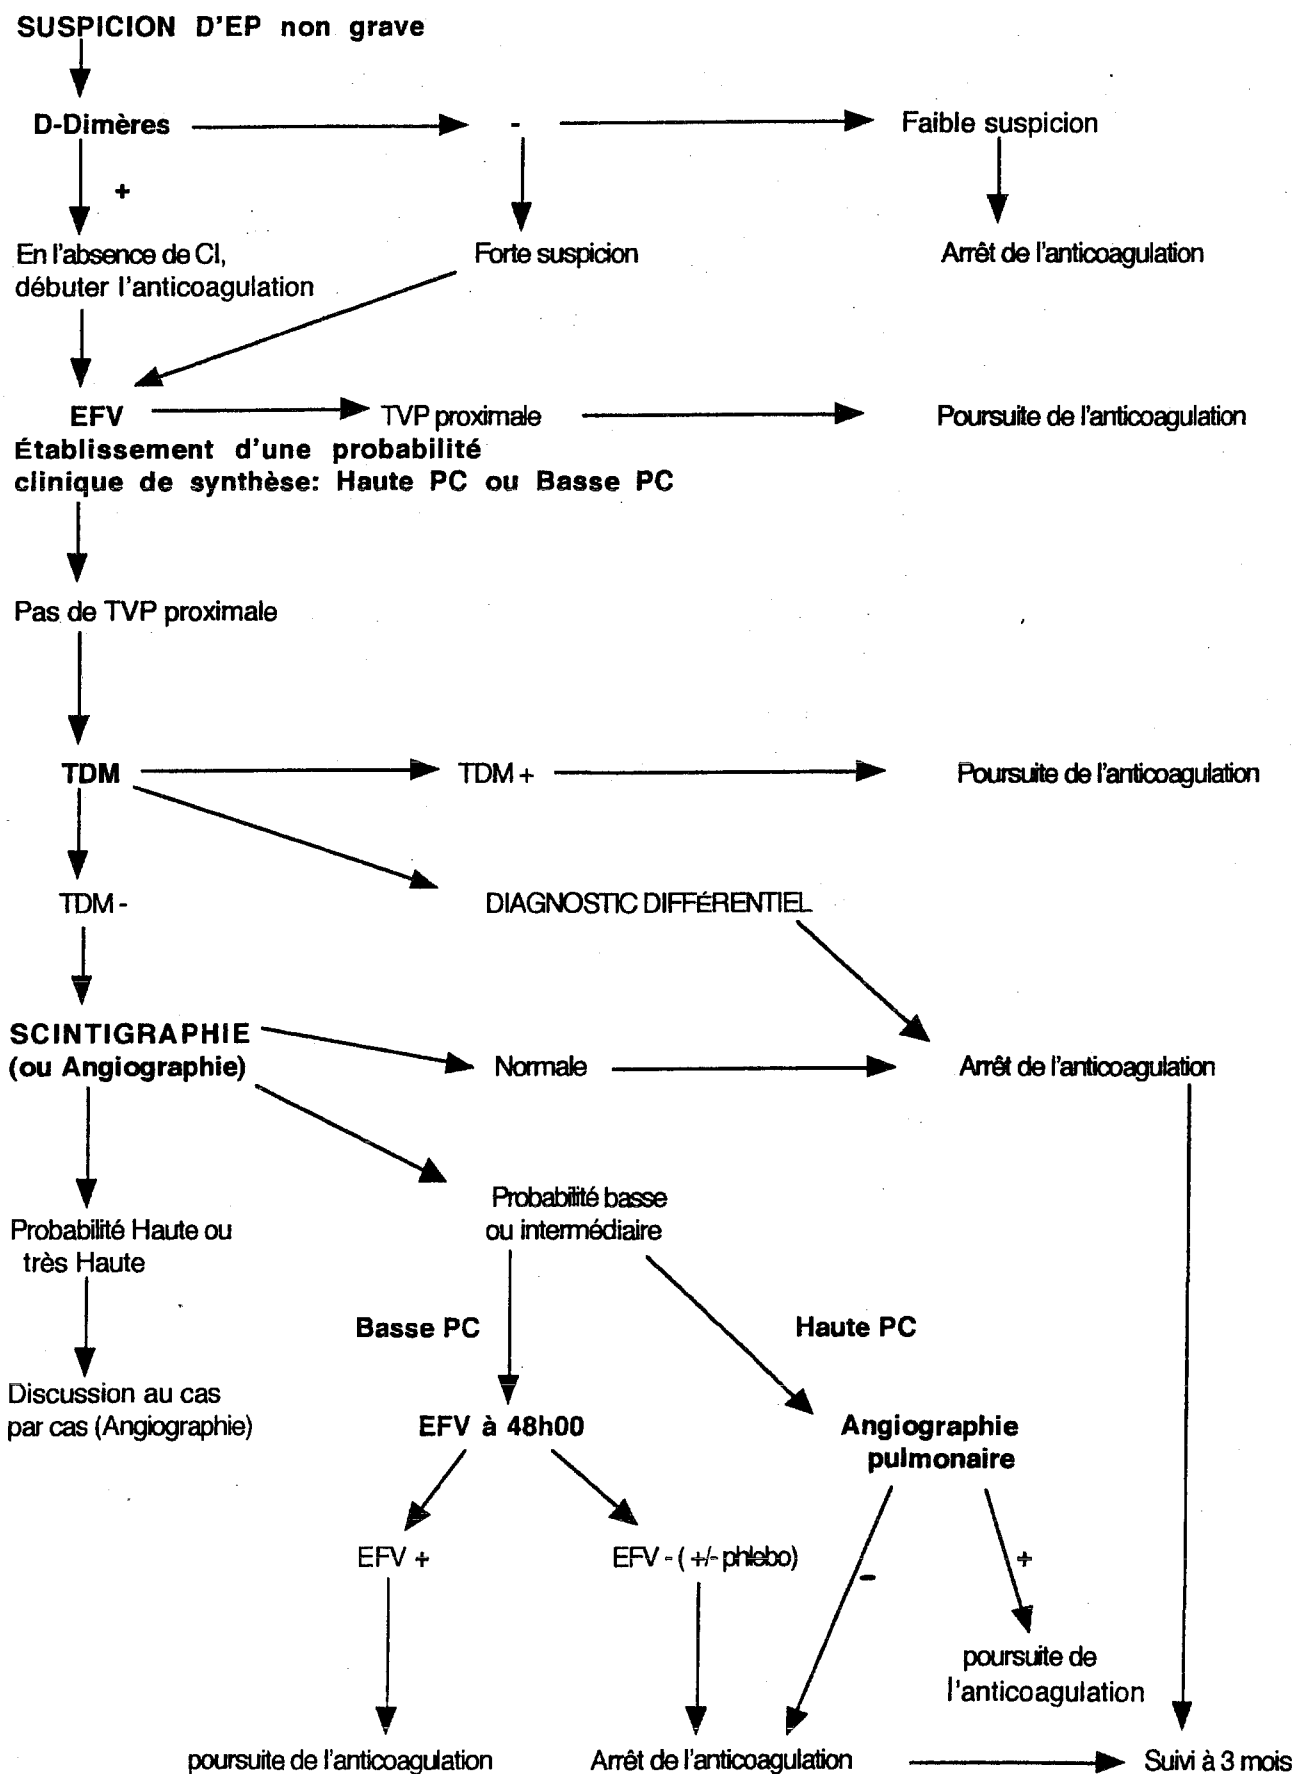 SUSPICION D'EP non grave
D-Dimères - Faible suspicion
+
En l'absence de CI,
débuter l'anticoagulation
Forte suspicion
Arrêt de l'anticoagulation
EFV TVP proximale Poursuite de l'anticoagulation
Établissement d'une probabilité
clinique de synthèse: Haute PC ou Basse PC
Pas de TVP proximale
TDM TDM + Poursuite de l'anticoagulation
TDM - DIAGNOSTIC DIFFÉRENTIEL
SCINTIGRAPHIE
(ou Angiographie) Normale Arrêt de l'anticoagulation
Probabilité basse
ou intermédiaire
Probabilité Haute ou
très Haute
Basse PC Haute PC
Discussion au cas
par cas (Angiographie)
EFV à 48h00
Angiographie
pulmonaire
EFV + EFV - ( +/- phlebo) - +
poursuite de
l'anticoagulation
poursuite de l'anticoagulation Arrêt de l'anticoagulation Suivi à 3 mois